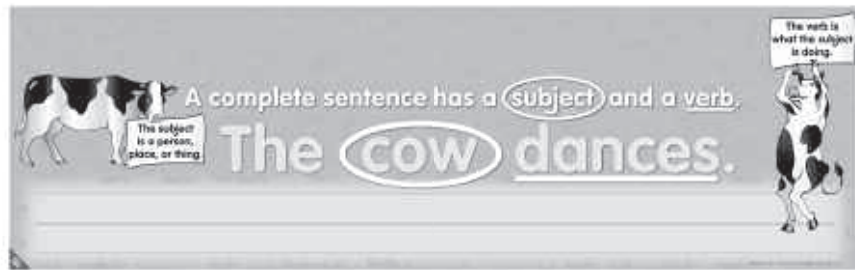 The verb is
what the subject
is doing.
A complete sentence has a subject and a verb.
The subject
is a person,
place, or thing.
The cow dances.